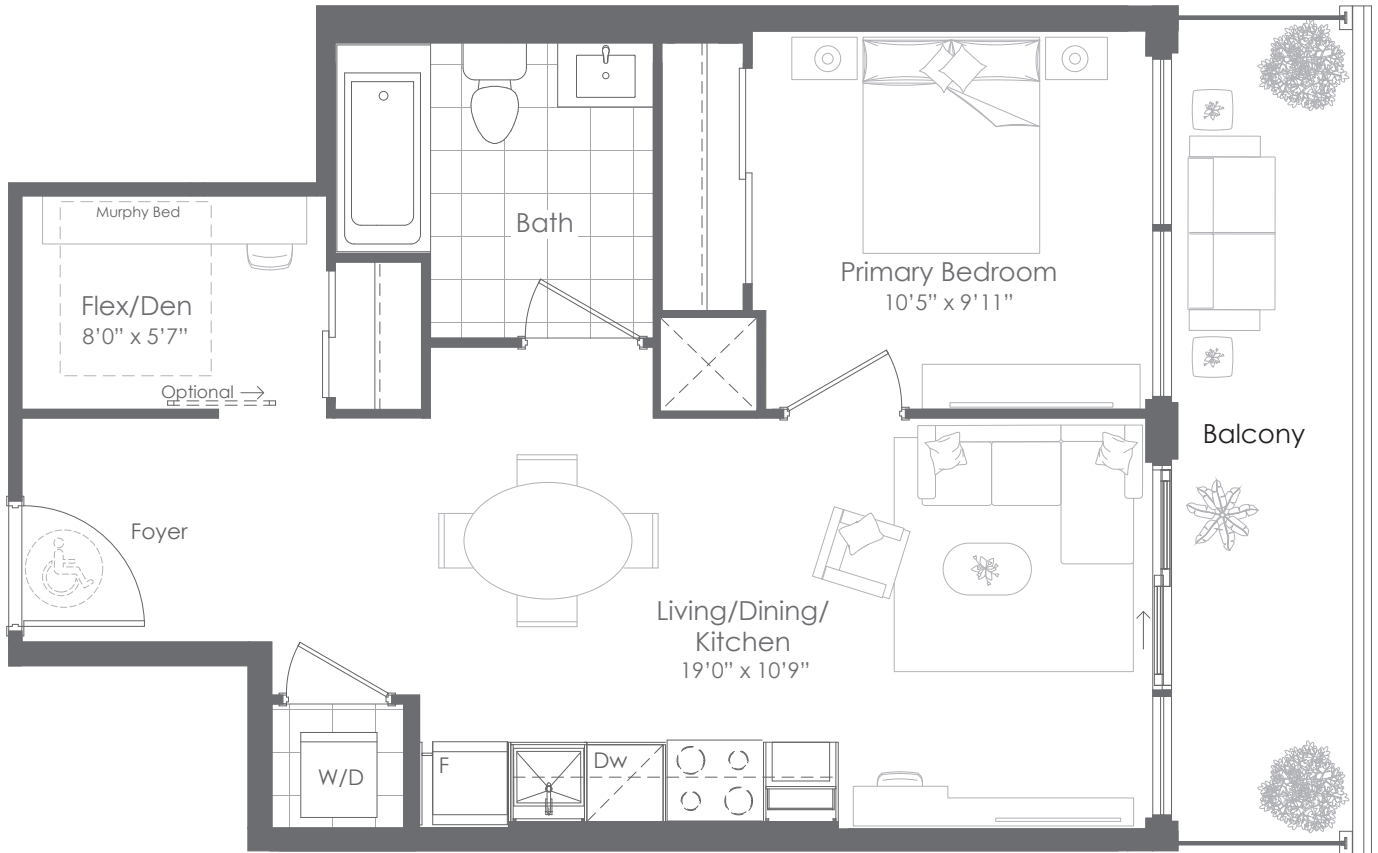 Murphy Bed
Flex/Den
8’0” x 5’7”
Optional
Bath
Primary Bedroom
10’5” x 9’11”
Balcony
Foyer
Living/Dining/
Kitchen
19’0” x 10’9”
W/D
F
Dw